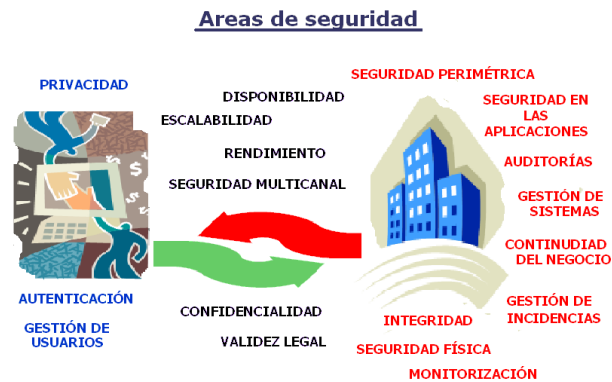 Areas de seguridad
PRIVACIDAD
AUTENTICACIÓN
GESTIÓN DE
USUARIOS
DISPONIBILIDAD
ESCALABILIDAD
RENDIMIENTO
SEGURIDAD MULTICANAL
CONFIDENCIALIDAD
VALIDEZ LEGAL
SEGURIDAD PERIMÉTRICA
SEGURIDAD EN
LAS
APLICACIONES
AUDITORÍAS
GESTIÓN DE
SISTEMAS
CONTINUDIAD
DEL NEGOCIO
GESTIÓN DE
INCIDENCIAS
INTEGRIDAD
SEGURIDAD FÍSICA
MONITORIZACIÓN